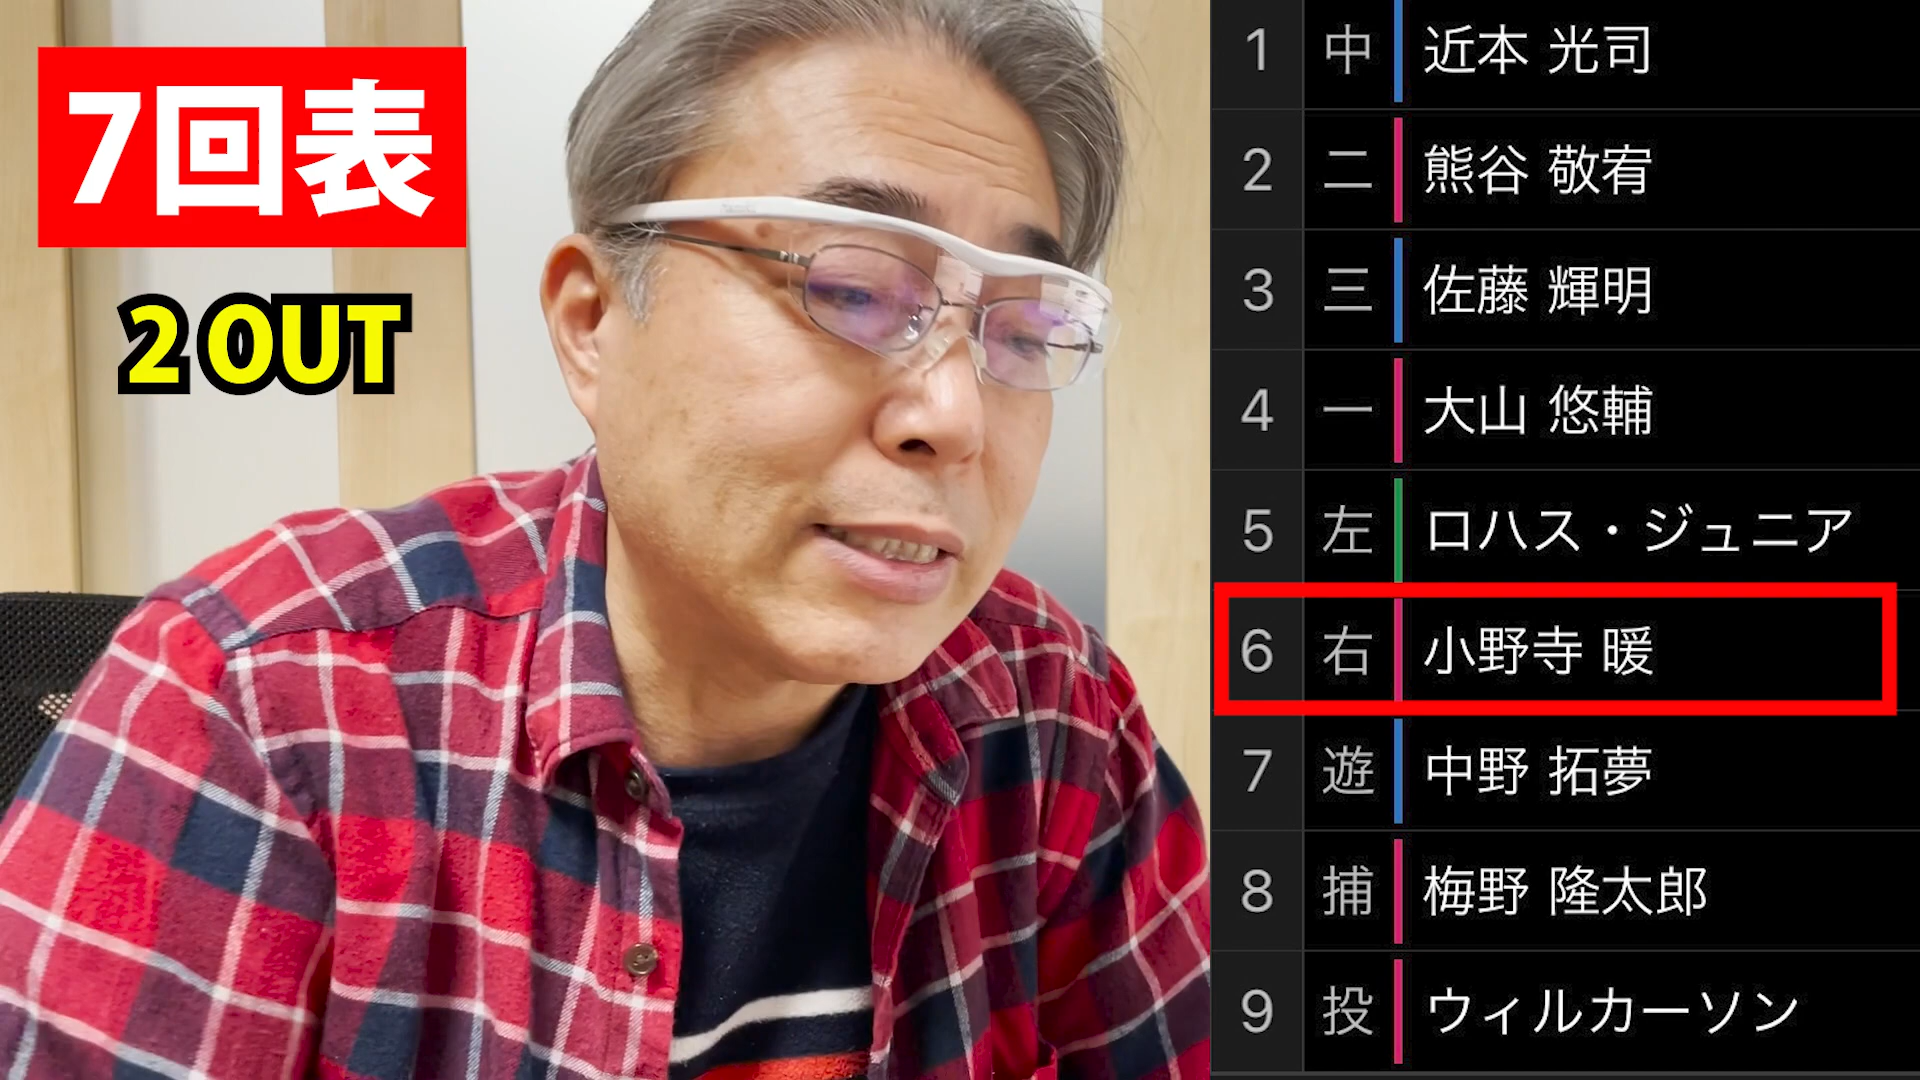 7回表
2 OUT
1 中 近本 光司
2 二 熊谷 敬宥
3 三 佐藤 輝明
4 一 大山 悠輔
5 左 ロハス・ジュニア
6 右 小野寺 暖
7 遊 中野 拓夢
8 捕 梅野 隆太郎
9 投 ウィルカーソン